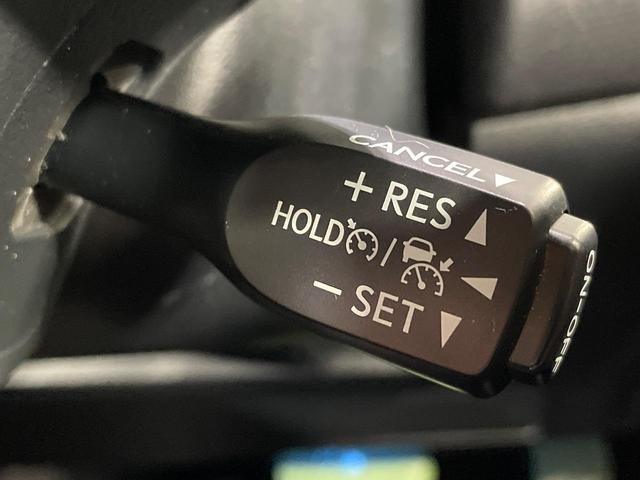 CANCEL▼
+ RES ▲
HOLD / ◀
− SET ▼
ON-OFF